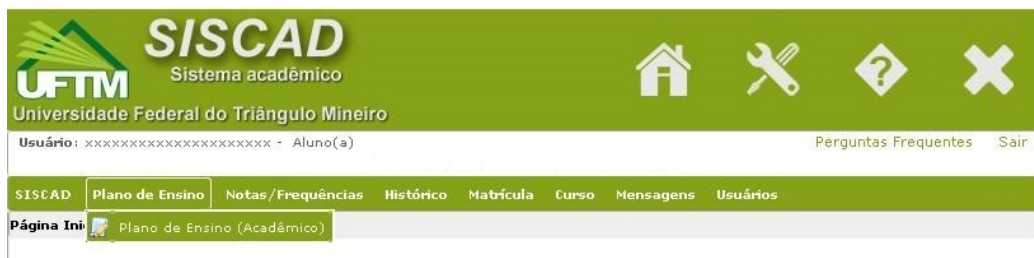 SISCAD
Sistema acadêmico
UFTM
Universidade Federal do Triângulo Mineiro
?
Usuário: xxxxxxxxxxxxxxxxxxxxx - Aluno(a)
Perguntas Frequentes Sair
SISCAD Plano de Ensino Notas/Frequências Histórico Matrícula Curso Mensagens Usuários
Página Ini
Plano de Ensino (Acadêmico)